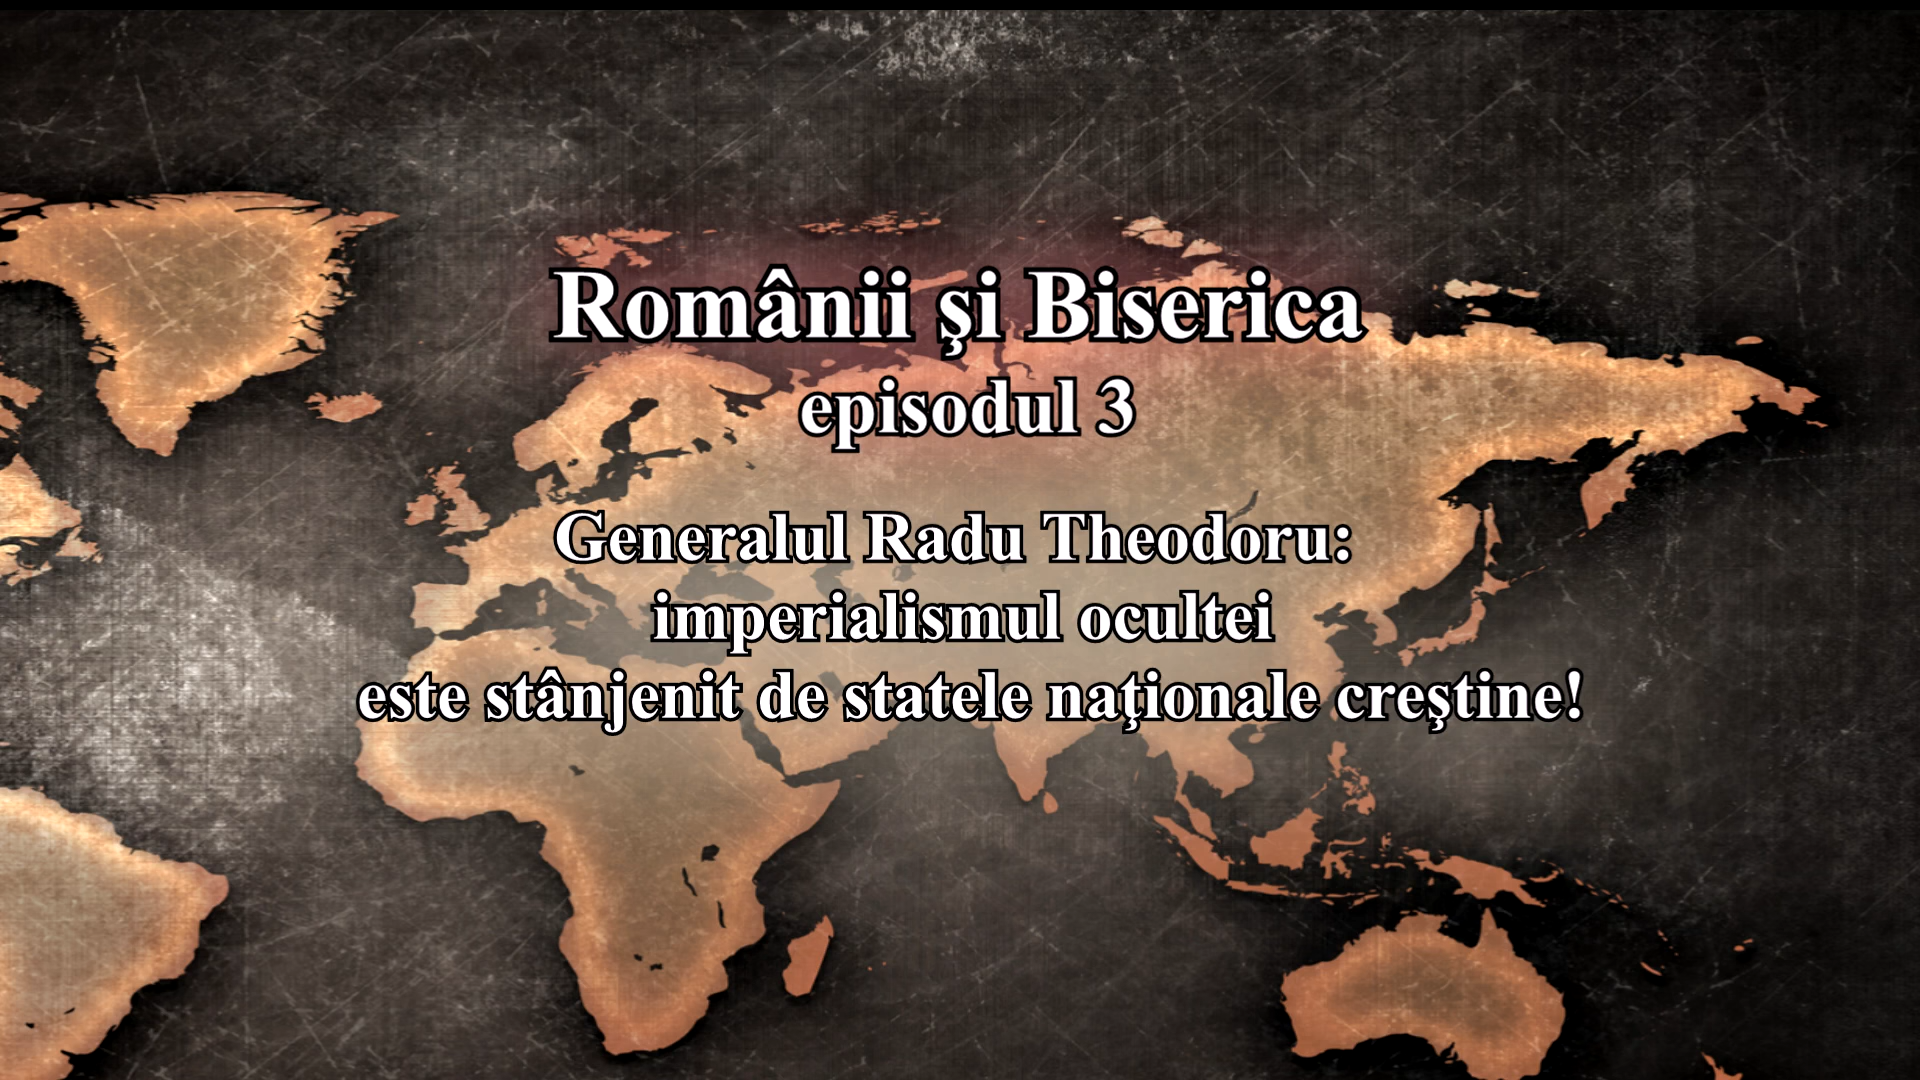 Românii şi Biserica
episodul 3
Generalul Radu Theodoru:
imperialismul ocultei
este stânjenit de statele naţionale creştine!